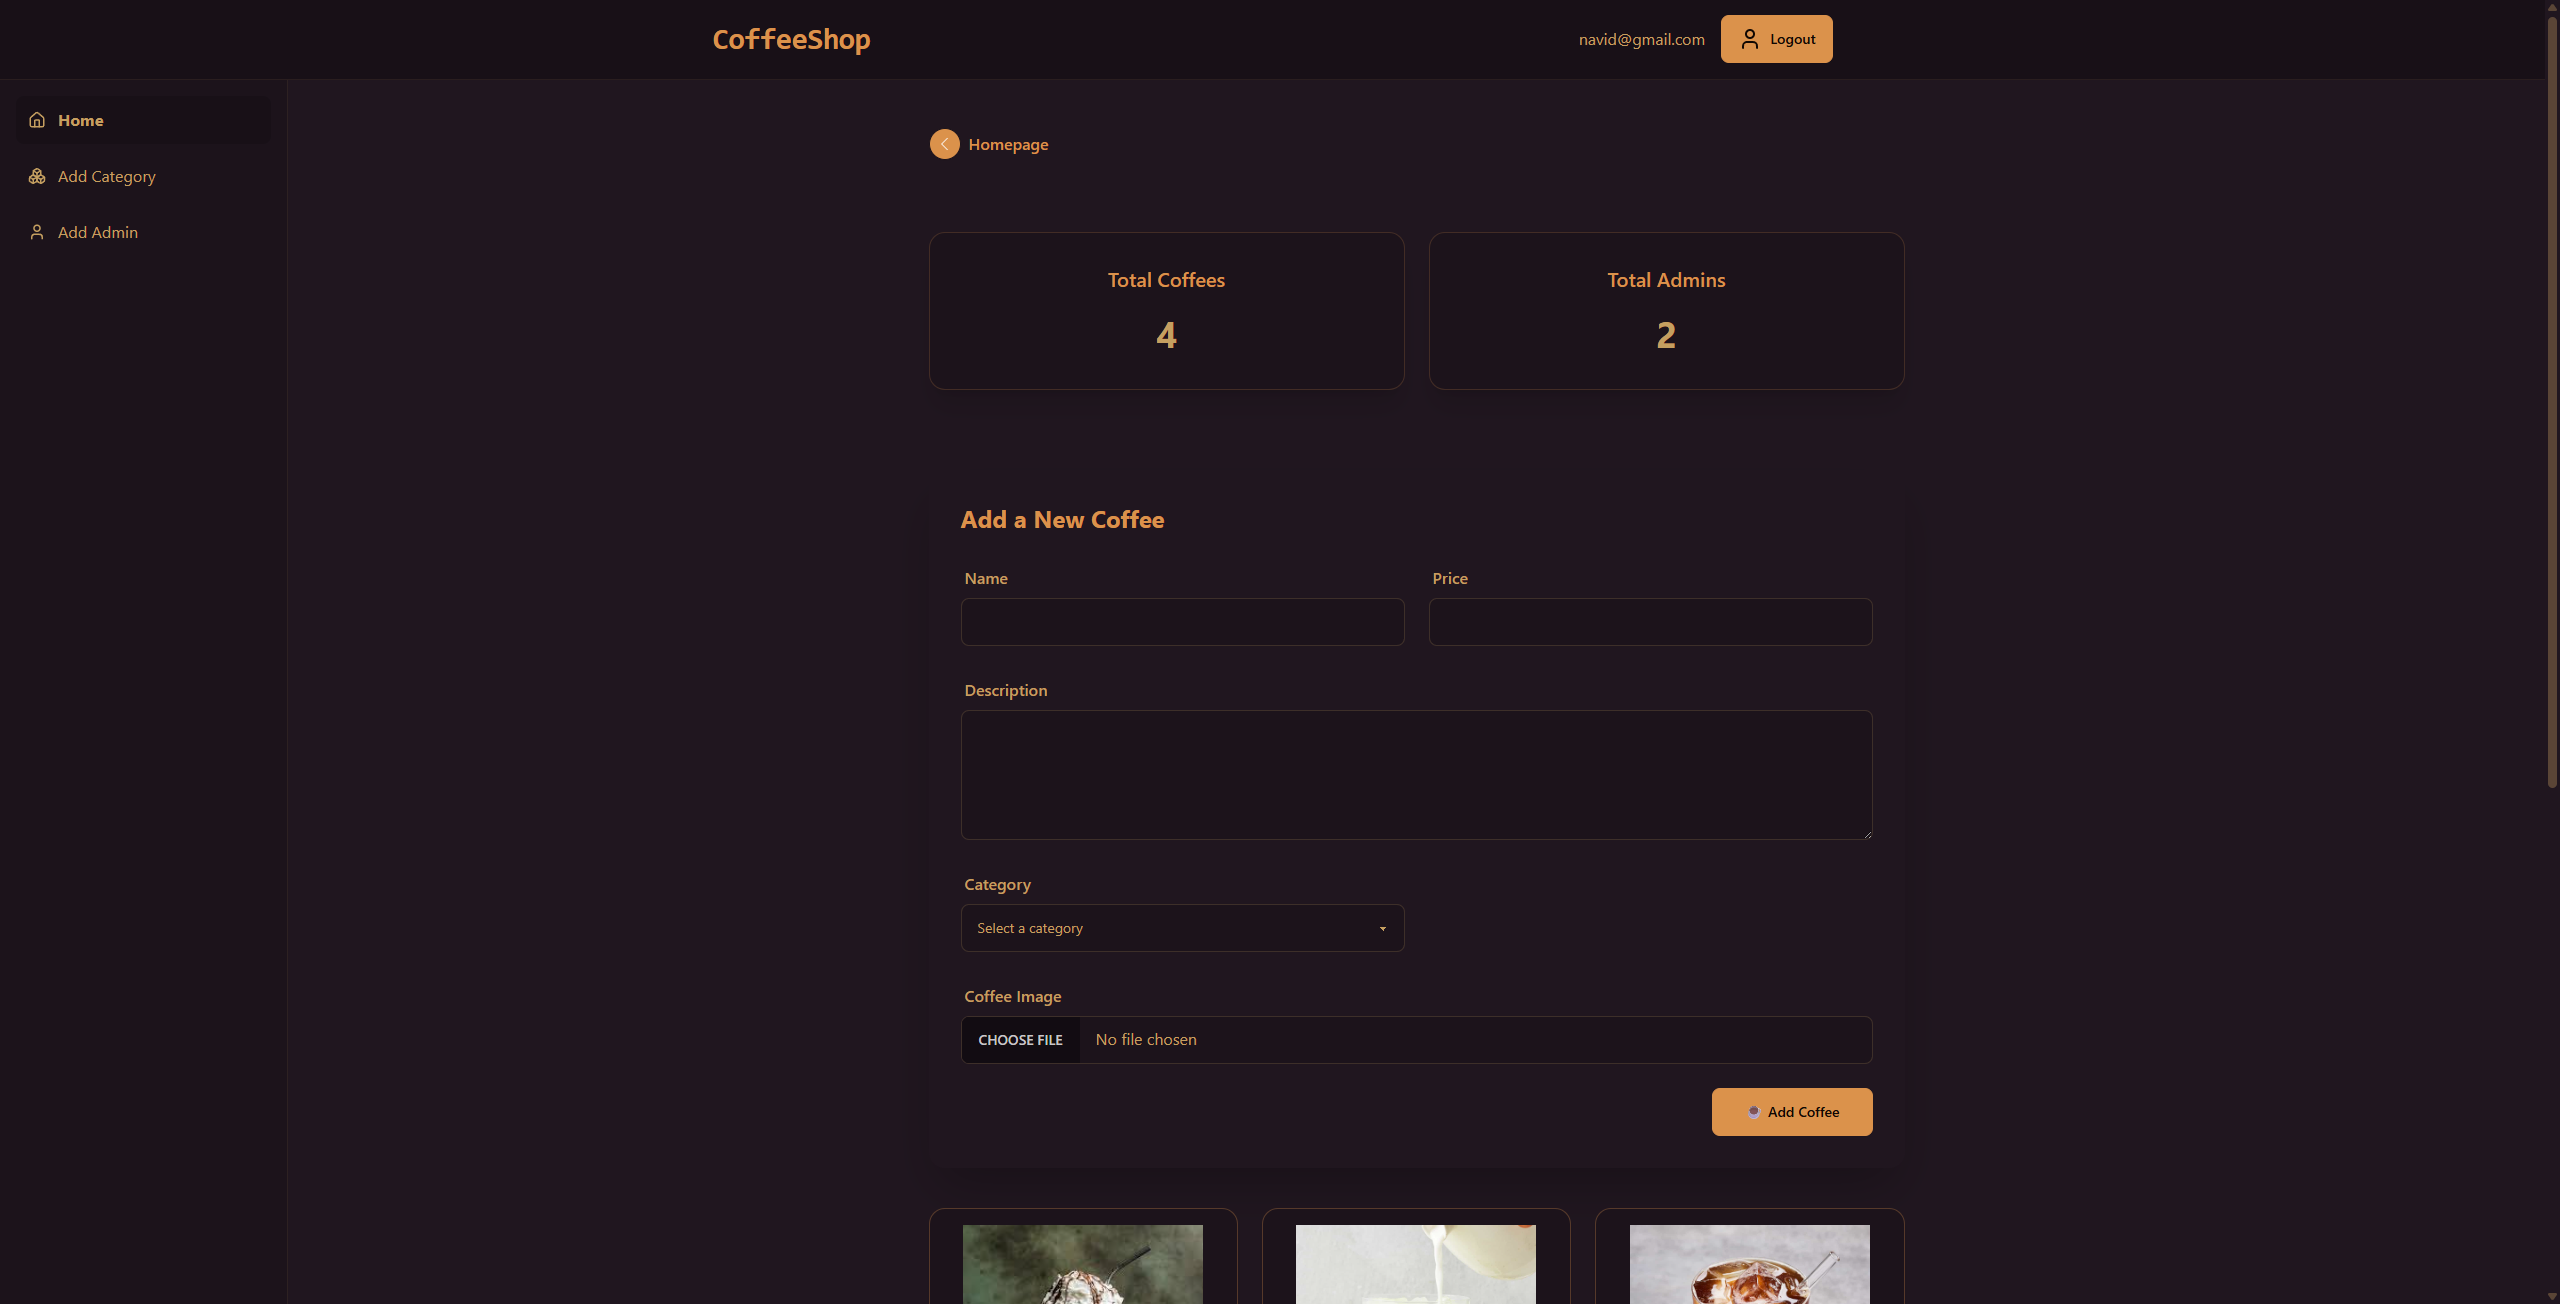 CoffeeShop
navid@gmail.com
Logout
Home
Add Category
Add Admin
Homepage
Total Coffees
4
Total Admins
2
Add a New Coffee
Name
Price
Description
Category
Select a category
Coffee Image
CHOOSE FILE No file chosen
Add Coffee